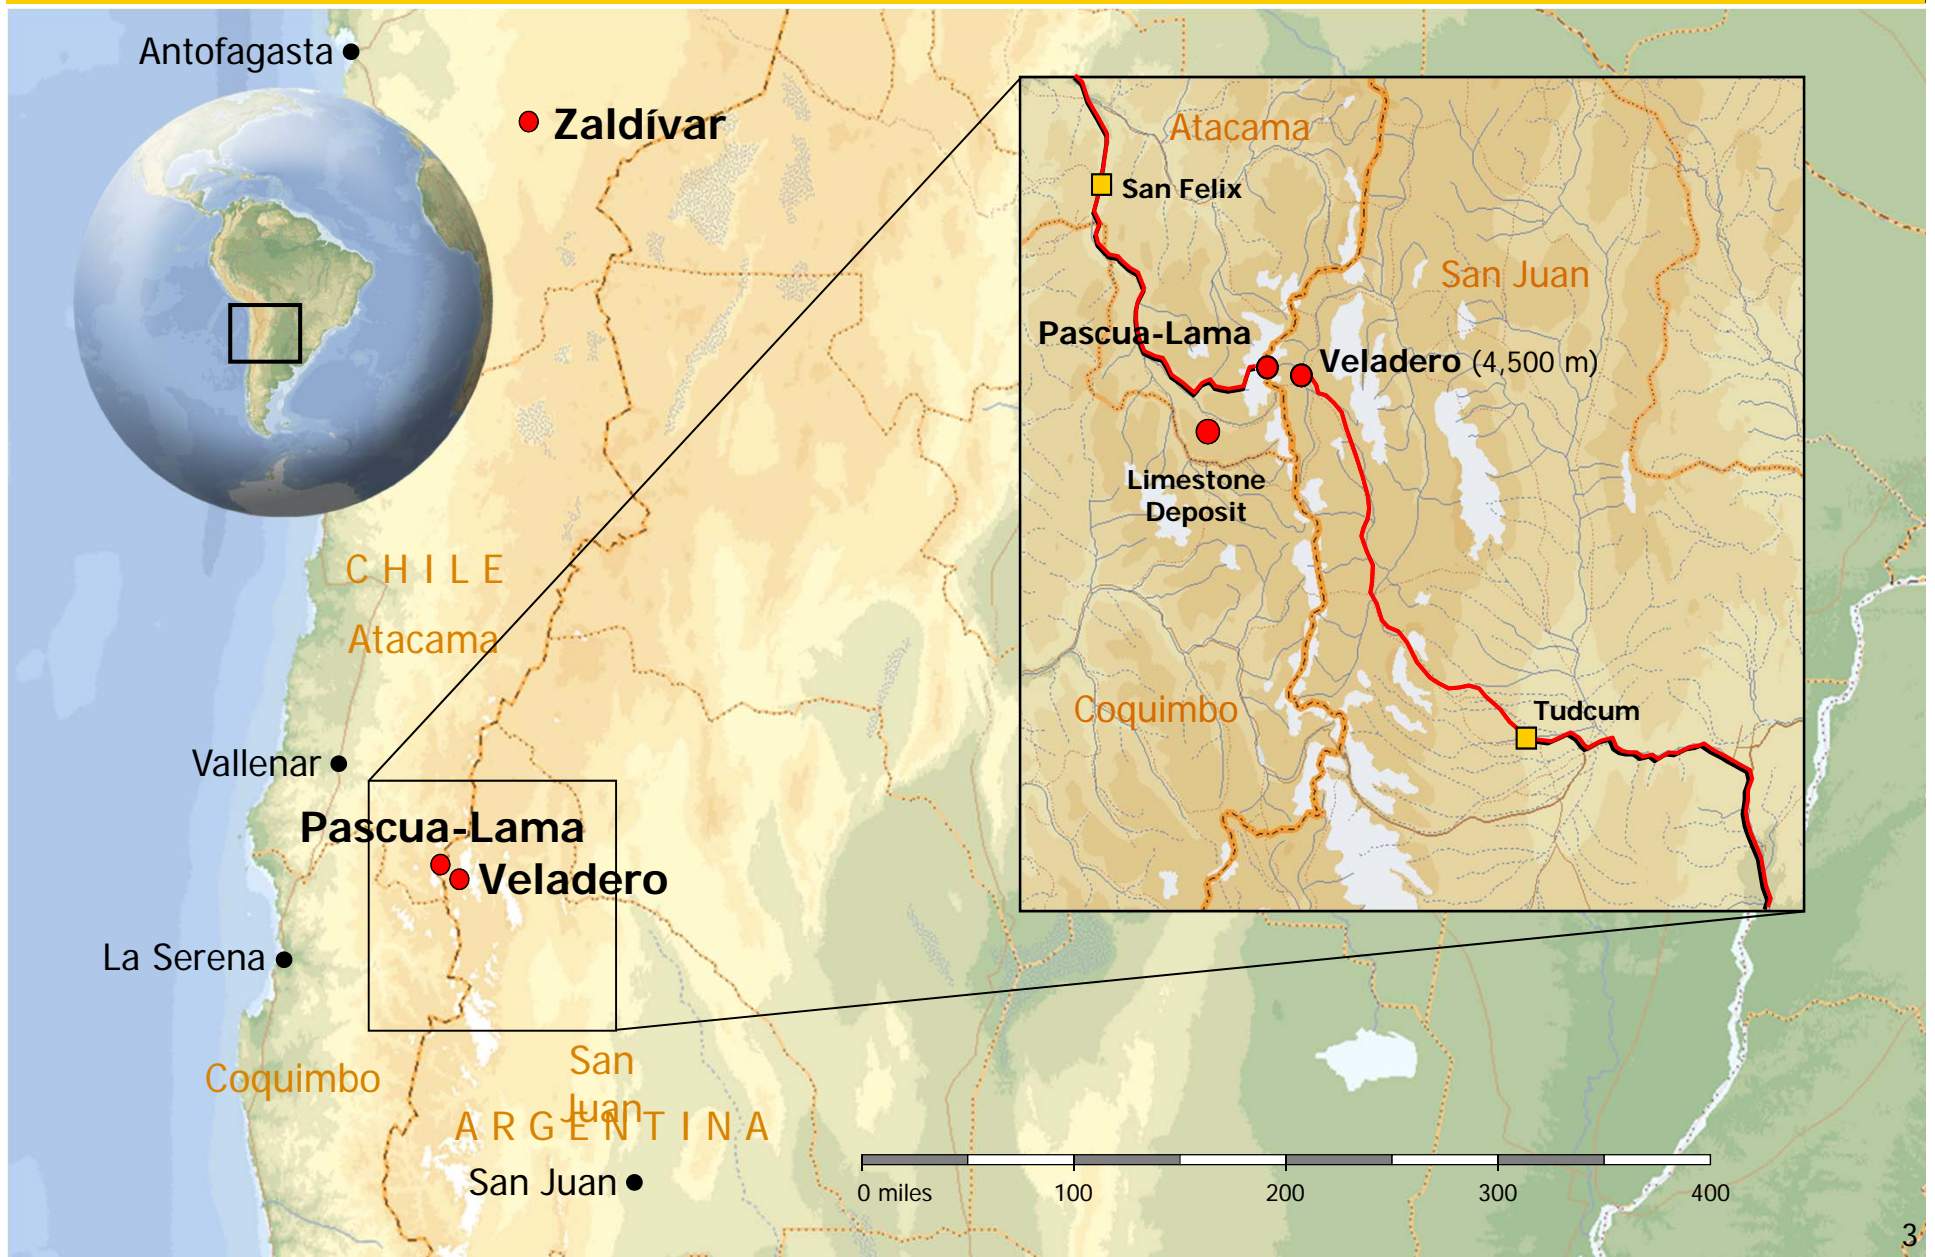 Antofagasta
Zaldívar
Atacama
San Felix
San Juan
Pascua-Lama
Veladero (4,500 m)
Limestone
Deposit
Coquimbo
Tudcum
CHILE
Atacama
Vallenar
Pascua-Lama
Veladero
La Serena
Coquimbo
San
Juan
ARGENTINA
San Juan
0 miles 100 200 300 400
3